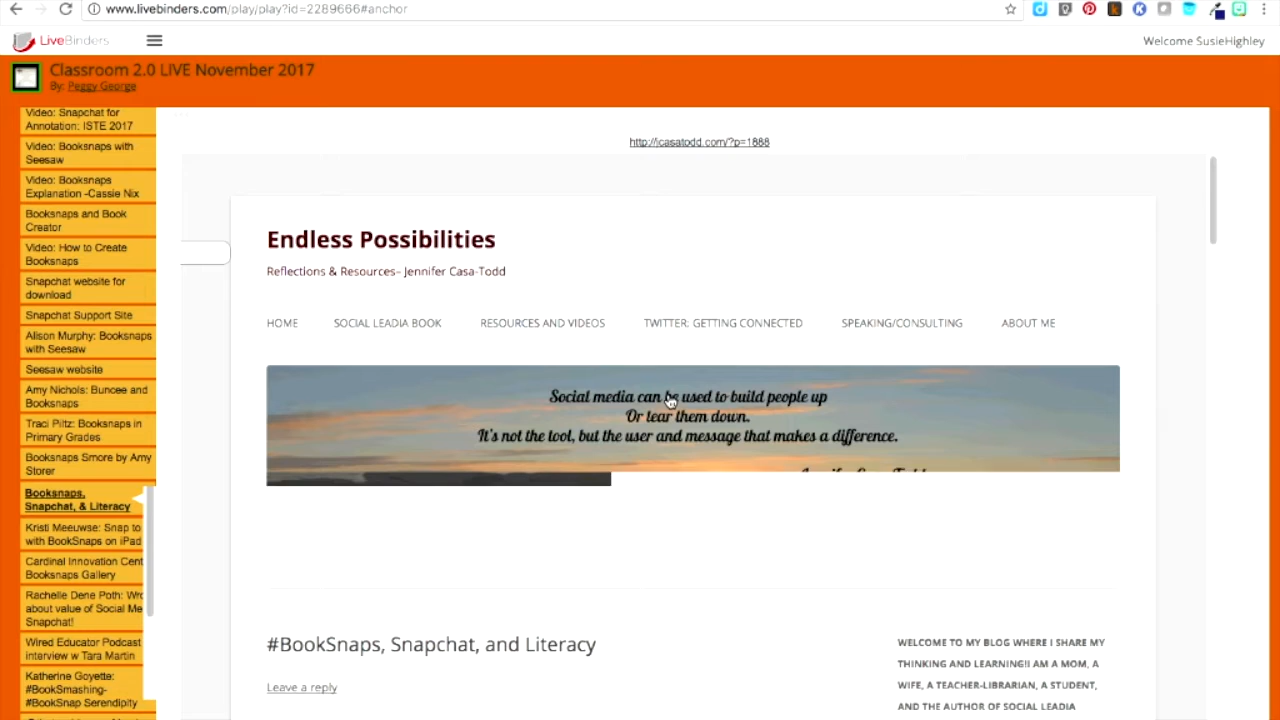 www.livebinders.com/play/play?id=2289666#anchor
LiveBinders
Welcome SusieHighley
Classroom 2.0 LIVE November 2017
By: Peggy George
Video: Snapchat for
Annotation: ISTE 2017
Video: Booksnaps with
Seesaw
Video: Booksnaps
Explanation -Cassie Nix
Booksnaps and Book
Creator
Video: How to Create
Booksnaps
Snapchat website for
download
Snapchat Support Site
Alison Murphy: Booksnaps
with Seesaw
Seesaw website
Amy Nichols: Buncee and
Booksnaps
Traci Piltz: Booksnaps in
Primary Grades
Booksnaps Smore by Amy
Storer
Booksnaps,
Snapchat, & Literacy
Kristi Meeuwse: Snap to
with BookSnaps on iPad
Cardinal Innovation Cent
Booksnaps Gallery
Rachelle Dene Poth: Wro
about value of Social Me
Snapchat!
Wired Educator Podcast
interview w Tara Martin
Katherine Goyette:
#BookSmashing-
#BookSnap Serendipity
http://jcasatodd.com/?p=1888
Endless Possibilities
Reflections & Resources– Jennifer Casa-Todd
HOME
SOCIAL LEADIA BOOK
RESOURCES AND VIDEOS
TWITTER: GETTING CONNECTED
SPEAKING/CONSULTING
ABOUT ME
Social media can be used to build people up
Or tear them down.
It's not the tool, but the user and message that makes a difference.
#BookSnaps, Snapchat, and Literacy
Leave a reply
WELCOME TO MY BLOG WHERE I SHARE MY
THINKING AND LEARNING!I AM A MOM, A
WIFE, A TEACHER-LIBRARIAN, A STUDENT,
AND THE AUTHOR OF SOCIAL LEADIA